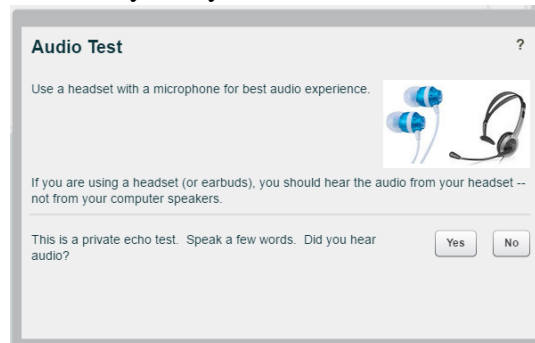 Audio Test
?
Use a headset with a microphone for best audio experience.
If you are using a headset (or earbuds), you should hear the audio from your headset --
not from your computer speakers.
This is a private echo test. Speak a few words. Did you hear
audio?
Yes
No